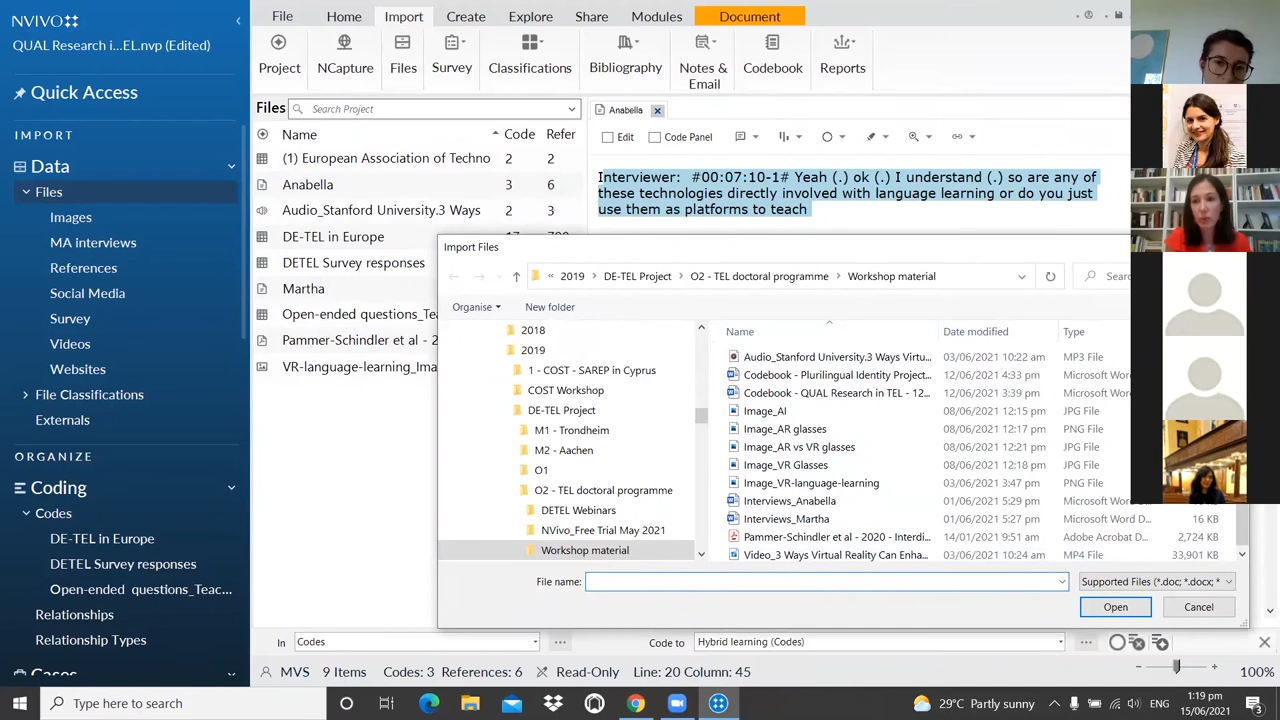 NVIVO
QUAL Research i...EL.nvp (Edited)
Quick Access
IMPORT
Data
Files
Images
MA interviews
References
Social Media
Survey
Videos
Websites
File Classifications
Externals
ORGANIZE
Coding
Codes
DE-TEL in Europe
DETEL Survey responses
Open-ended questions_Teac...
Relationships
Relationship Types
Cases
File Home Import Create Explore Share Modules Document
Project NCapture Files Survey Classifications Bibliography Notes & Email Codebook Reports
Files Search Project
Name Code Refer
(1) European Association of Techno 2 2
Anabella 3 6
Audio_Stanford University.3 Ways 2 3
DE-TEL in Europe
DETEL Survey responses
Martha
Open-ended questions_Te
Pammer-Schindler et al - 2
VR-language-learning_Ima
Anabella
Edit Code Panel
Interviewer: #00:07:10-1# Yeah (.) ok (.) I understand (.) so are any of
these technologies directly involved with language learning or do you just
use them as platforms to teach
Import Files
« 2019 > DE-TEL Project > O2 - TEL doctoral programme > Workshop material
Organise New folder
2018
2019
1 - COST - SAREP in Cyprus
COST Workshop
DE-TEL Project
M1 - Trondheim
M2 - Aachen
O1
O2 - TEL doctoral programme
DETEL Webinars
NVivo_Free Trial May 2021
Workshop material
Name Date modified Type
Audio_Stanford University.3 Ways Virtu... 03/06/2021 10:22 am MP3 File
Codebook - Plurilingual Identity Project... 12/06/2021 4:33 pm Microsoft Word
Codebook - QUAL Research in TEL - 12... 12/06/2021 3:39 pm Microsoft Word
Image_AI 08/06/2021 12:15 pm JPG File
Image_AR glasses 08/06/2021 12:17 pm PNG File
Image_AR vs VR glasses 08/06/2021 12:21 pm JPG File
Image_VR Glasses 08/06/2021 12:18 pm JPG File
Image_VR-language-learning 03/06/2021 3:47 pm PNG File
Interviews_Anabella 01/06/2021 5:29 pm Microsoft Word
Interviews_Martha 01/06/2021 5:27 pm Microsoft Word D... 16 KB
Pammer-Schindler et al - 2020 - Interdi... 14/01/2021 9:51 am Adobe Acrobat D... 2,724 KB
Video_3 Ways Virtual Reality Can Enha... 03/06/2021 10:24 am MP4 File 33,901 KB
File name: Supported Files (*.doc; *.docx; *
Open Cancel
In Codes Code to Hybrid learning (Codes)
MVS 9 Items Codes: 3 References: 6 Read-Only Line: 20 Column: 45 100%
Type here to search
29°C Partly sunny ENG 1:19 pm
15/06/2021
3